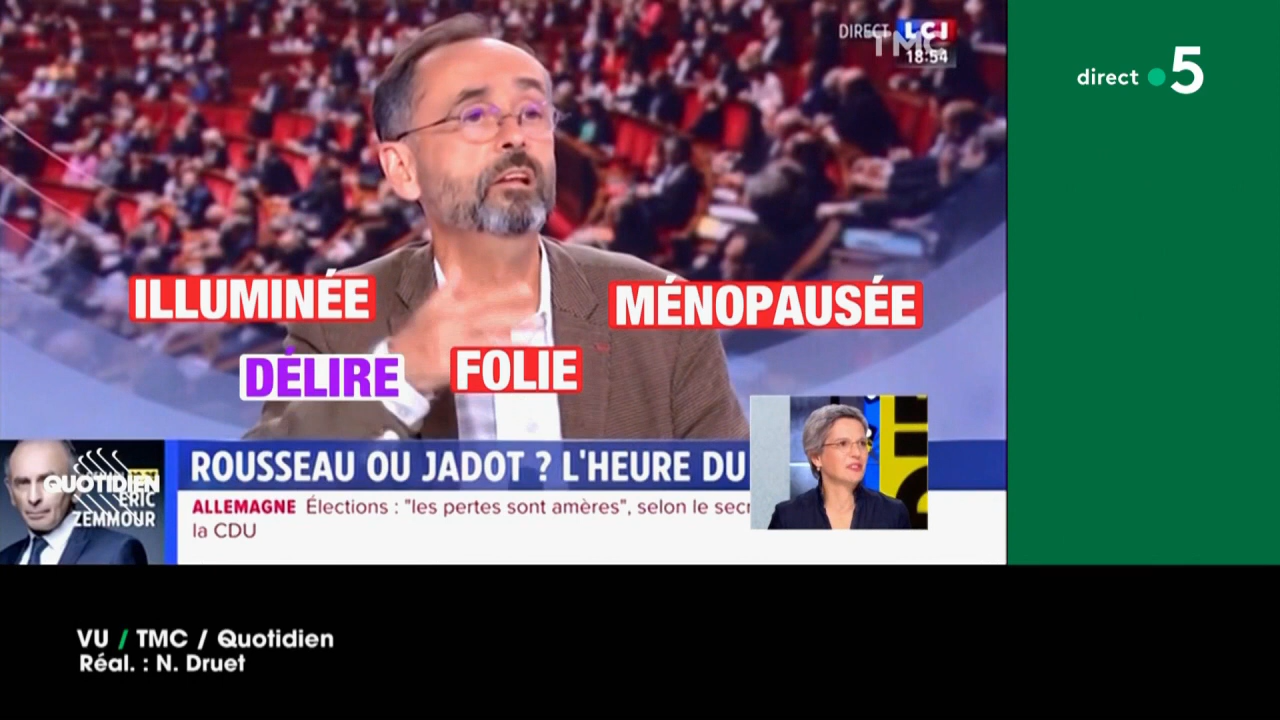 DIRECT LCI
TMC
18:54
direct 5
ILLUMINÉE
MÉNOPAUSÉE
DÉLIRE
FOLIE
ROUSSEAU OU JADOT ? L'HEURE DU
QUOTIDIEN
ERIC
ZEMMOUR
ALLEMAGNE Élections : "les pertes sont amères", selon le secr
la CDU
VU / TMC / Quotidien
Réal. : N. Druet